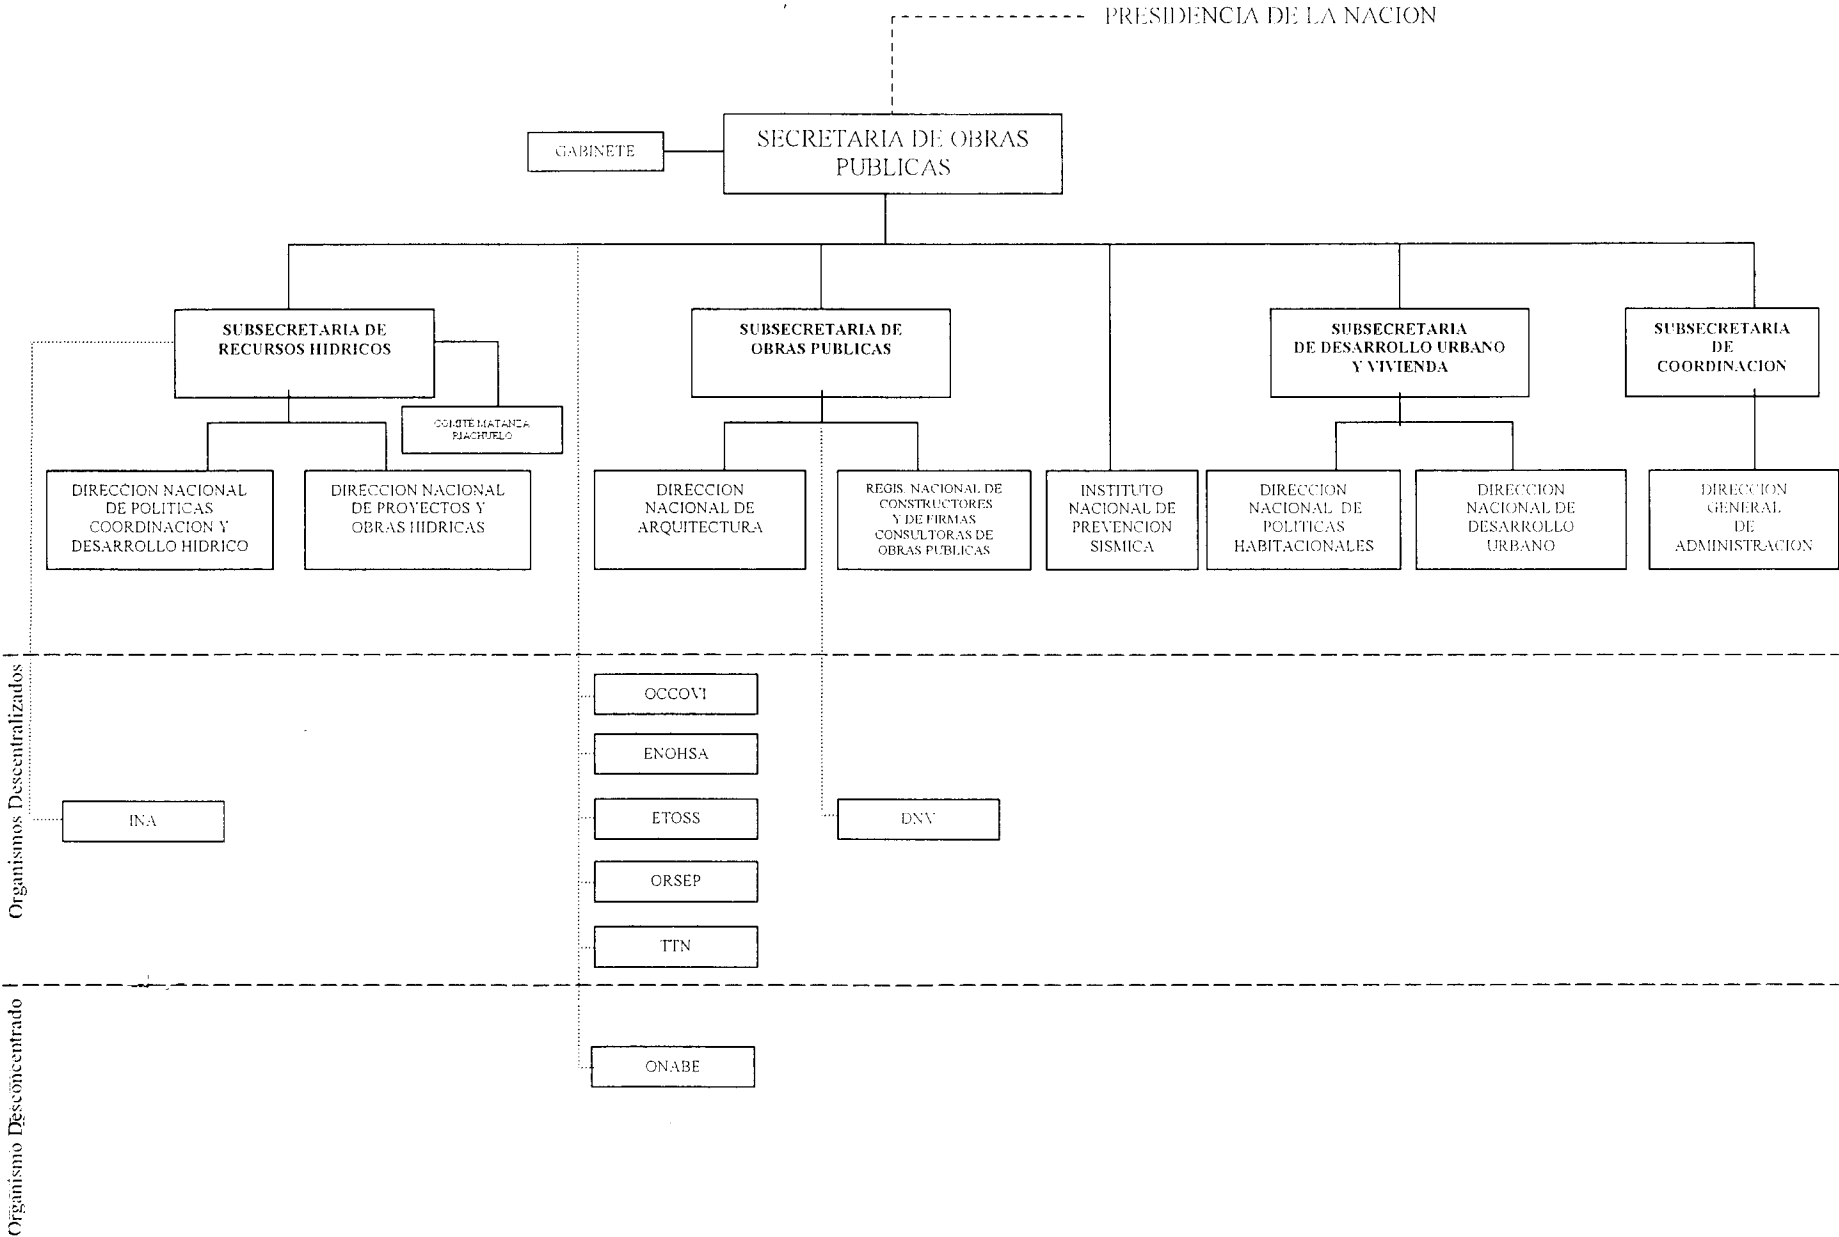 PRESIDENCIA DE LA NACION
GABINETE
SECRETARIA DE OBRAS
PUBLICAS
SUBSECRETARIA DE
RECURSOS HIDRICOS
SUBSECRETARIA DE
OBRAS PUBLICAS
SUBSECRETARIA
DE DESARROLLO URBANO
Y VIVIENDA
SUBSECRETARIA
DE
COORDINACION
COMITE MATANZA
RIACHUELO
DIRECCION NACIONAL
DE POLITICAS
COORDINACION Y
DESARROLLO HIDRICO
DIRECCION NACIONAL
DE PROYECTOS Y
OBRAS HIDRICAS
DIRECCION
NACIONAL DE
ARQUITECTURA
REGIS. NACIONAL DE
CONSTRUCTORES
Y DE FIRMAS
CONSULTORAS DE
OBRAS PUBLICAS
INSTITUTO
NACIONAL DE
PREVENCION
SISMICA
DIRECCION
NACIONAL DE
POLITICAS
HABITACIONALES
DIRECCION
NACIONAL DE
DESARROLLO
URBANO
DIRECCION
GENERAL
DE
ADMINISTRACION
Organismos Descentralizados
OCCOVI
ENOHSA
INA
ETOSS
DNV
ORSEP
TTN
Organismo Desconcentrado
ONABE